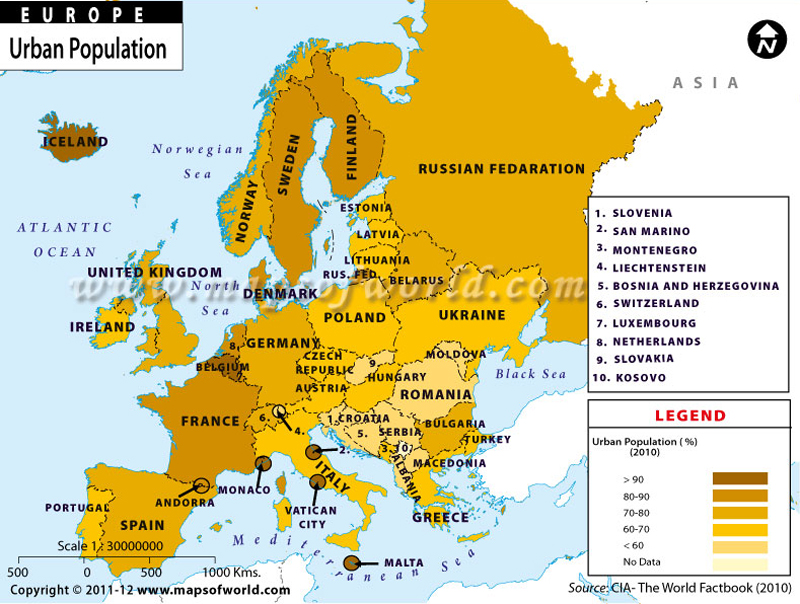 EUROPE
Urban Population
N
ASIA
ICELAND
Norwegian
Sea
FINLAND
SWEDEN
NORWAY
RUSSIAN FEDARATION
ESTONIA
LATVIA
LITHUANIA
RUS. FED.
BELARUS
ATLANTIC
OCEAN
UNITED KINGDOM
North
Sea
DENMARK
www.mapsofworld.com
IRELAND
POLAND
UKRAINE
8.
GERMANY
BELGIUM
7.
CZECH
REPUBLIC
9.
MOLDOVA
AUSTRIA
HUNGARY
ROMANIA
Black Sea
FRANCE
6.
4.
1.
CROATIA
5.
SERBIA
BULGARIA
3.
10.
TURKEY
2.
ITALY
ALBANIA
MACEDONIA
MONACO
ANDORRA
PORTUGAL
SPAIN
VATICAN
CITY
GREECE
Mediterranean Sea
MALTA
1. SLOVENIA
2. SAN MARINO
3. MONTENEGRO
4. LIECHTENSTEIN
5. BOSNIA AND HERZEGOVINA
6. SWITZERLAND
7. LUXEMBOURG
8. NETHERLANDS
9. SLOVAKIA
10. KOSOVO
LEGEND
Urban Population ( %)
(2010)
> 90
80-90
70-80
60-70
< 60
No Data
Scale 1 : 30000000
500 0 500 1000 Kms.
Copyright © 2011-12 www.mapsofworld.com
Source: CIA- The World Factbook (2010)